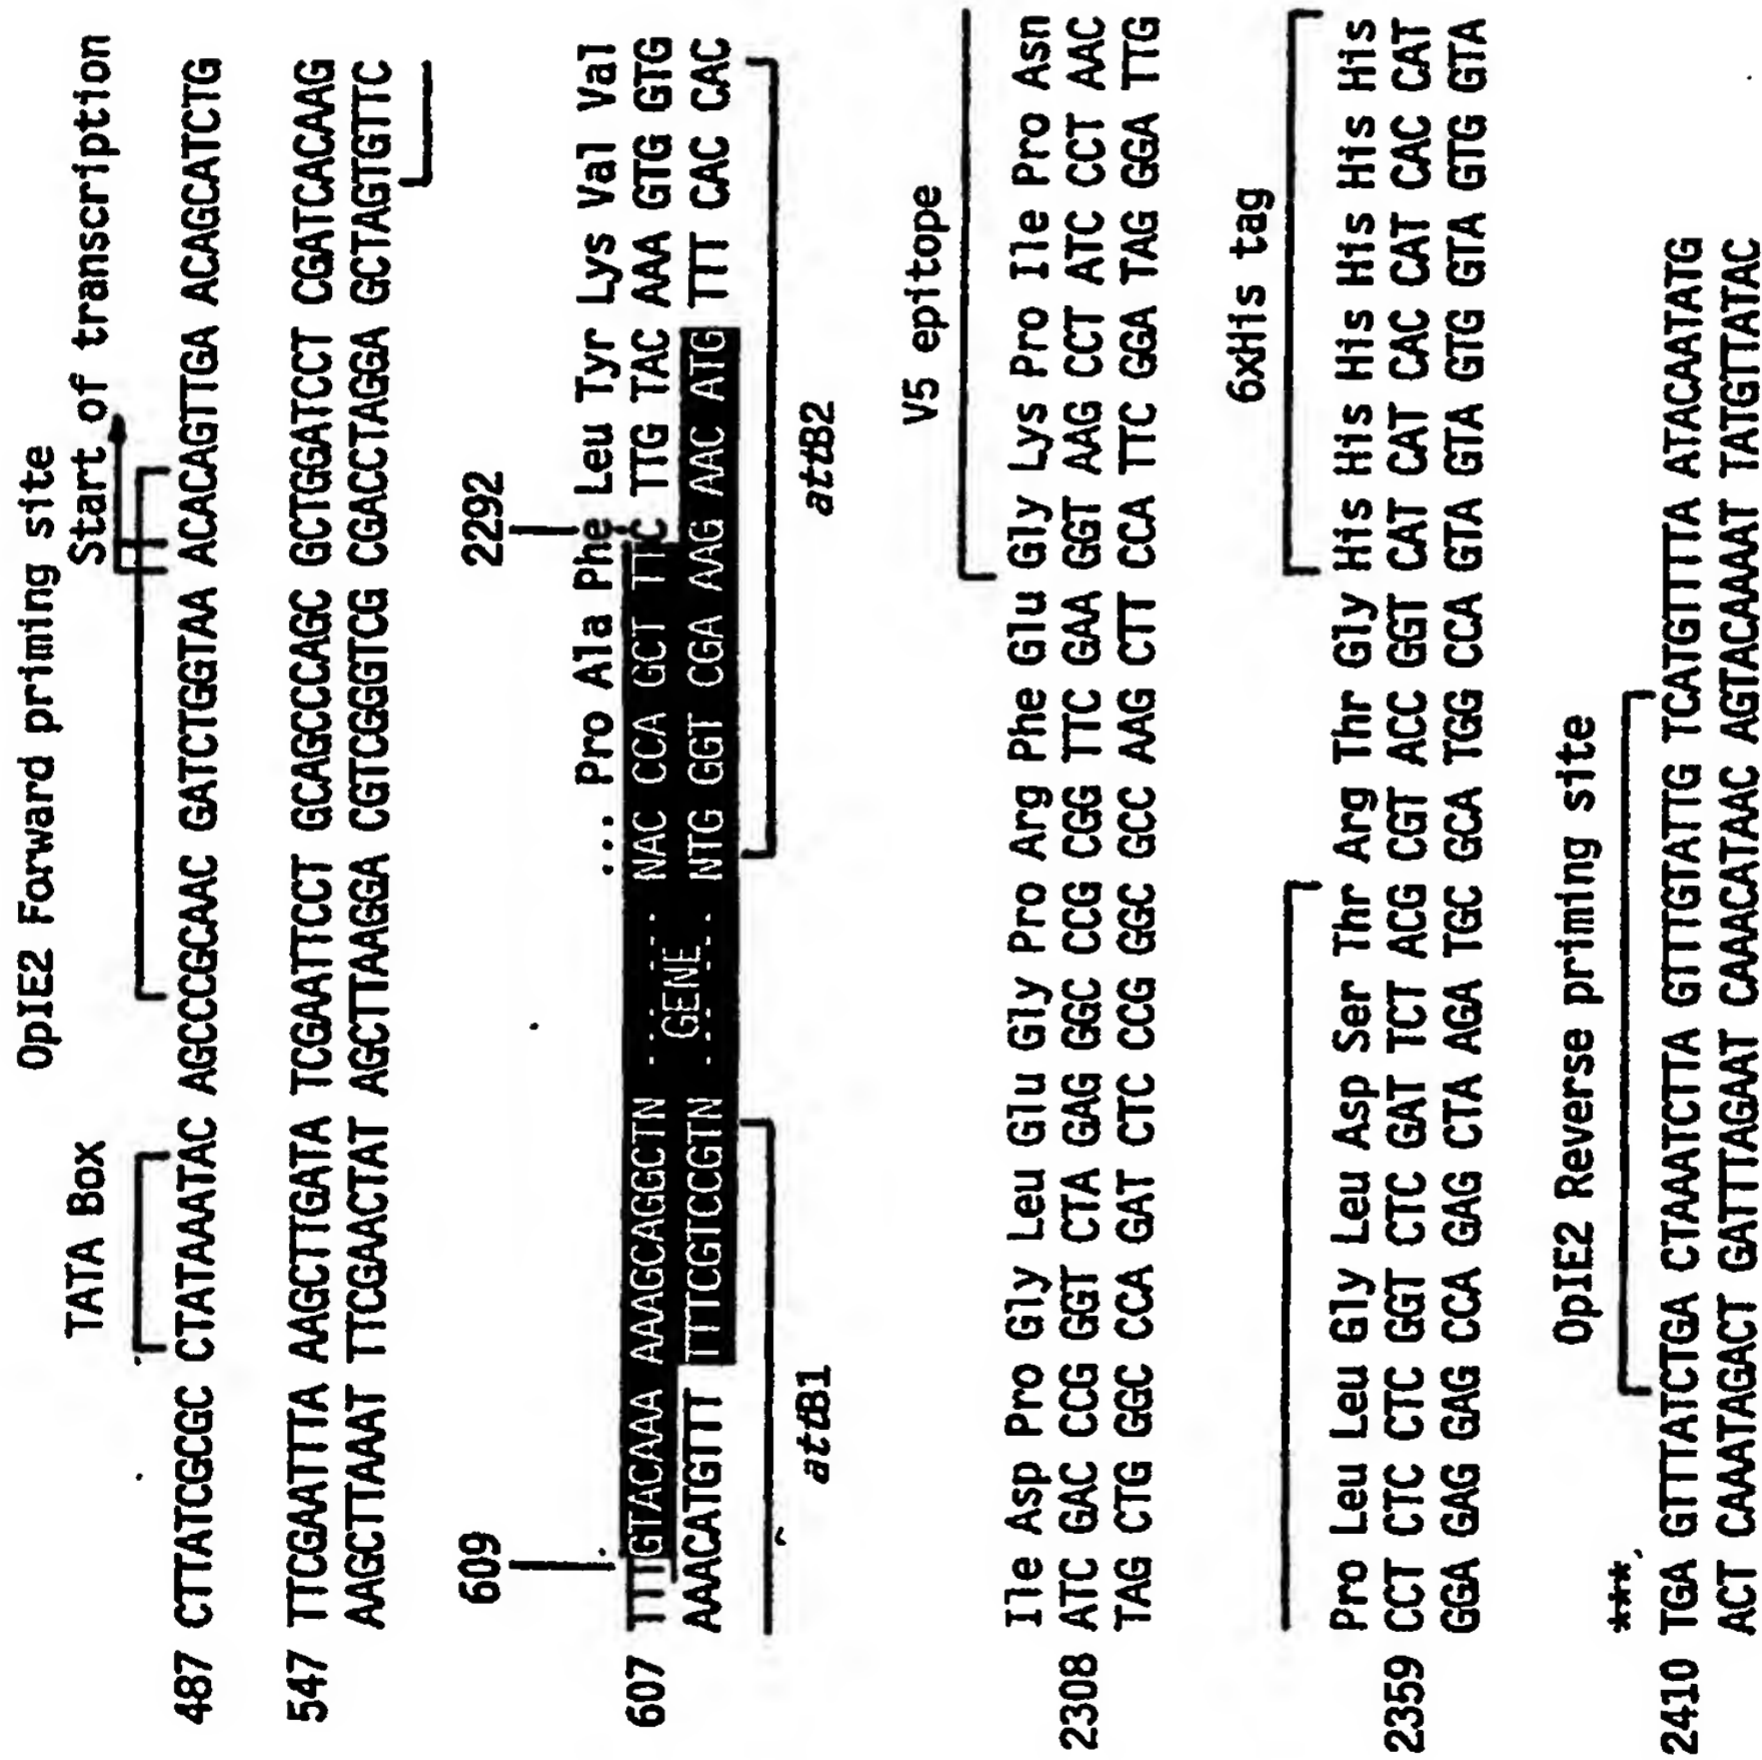 OpIE2 Forward priming site
TATA Box Start of transcription
487 CTTATCGCGC CTATAAATAC AGCCCGCAAC GATCTGGTAA ACACAGTTGA ACAGCATCTG
547 TTCGAATTTA AAGCTTGATA TCGAATTCCT GCAGCCCAGC GCTGGATCCT CGATCACAAG
AAGCTTAAAT TTCGAACTAT AGCTTAAGGA CGTCGGGTCG CGACCTAGGA GCTAGTGTTC
609 2292
... Pro Ala Phe Leu Tyr Lys Val Val
607 TTTGTACAAA AAAGCAGGCTN GENE NAC CCA GCT TTC TTG TAC AAA GTG GTG
AAACATGTTT TTTCGTCCGTN NTG GGT CGA AAG AAC ATG TTT CAC CAC
attB1 attB2
V5 epitope
Ile Asp Pro Gly Leu Glu Gly Pro Arg Phe Glu Gly Lys Pro Ile Pro Asn
2308 ATC GAC CCG GGT CTA GAG GGC CCG CGG TTC GAA GGT AAG CCT ATC CCT AAC
TAG CTG GGC CCA GAT CTC CCG GGC GCC AAG CTT CCA TTC GGA TAG GGA TTG
6xHis tag
Pro Leu Leu Gly Leu Asp Ser Thr Arg Thr Gly His His His His His His
2359 CCT CTC CTC GGT CTC GAT TCT ACG CGT ACC GGT CAT CAT CAC CAT CAC CAT
GGA GAG GAG CCA GAG CTA AGA TGC GCA TGG CCA GTA GTA GTG GTA GTG GTA
OpIE2 Reverse priming site
***
2410 TGA GTTTATCTGA CTAAATCTTA GTTTGTATTG TCATGTTTTA ATACAATATG
ACT CAAATAGACT GATTTAGAAT CAAACATAAC AGTACAAAAT TATGTTATAC